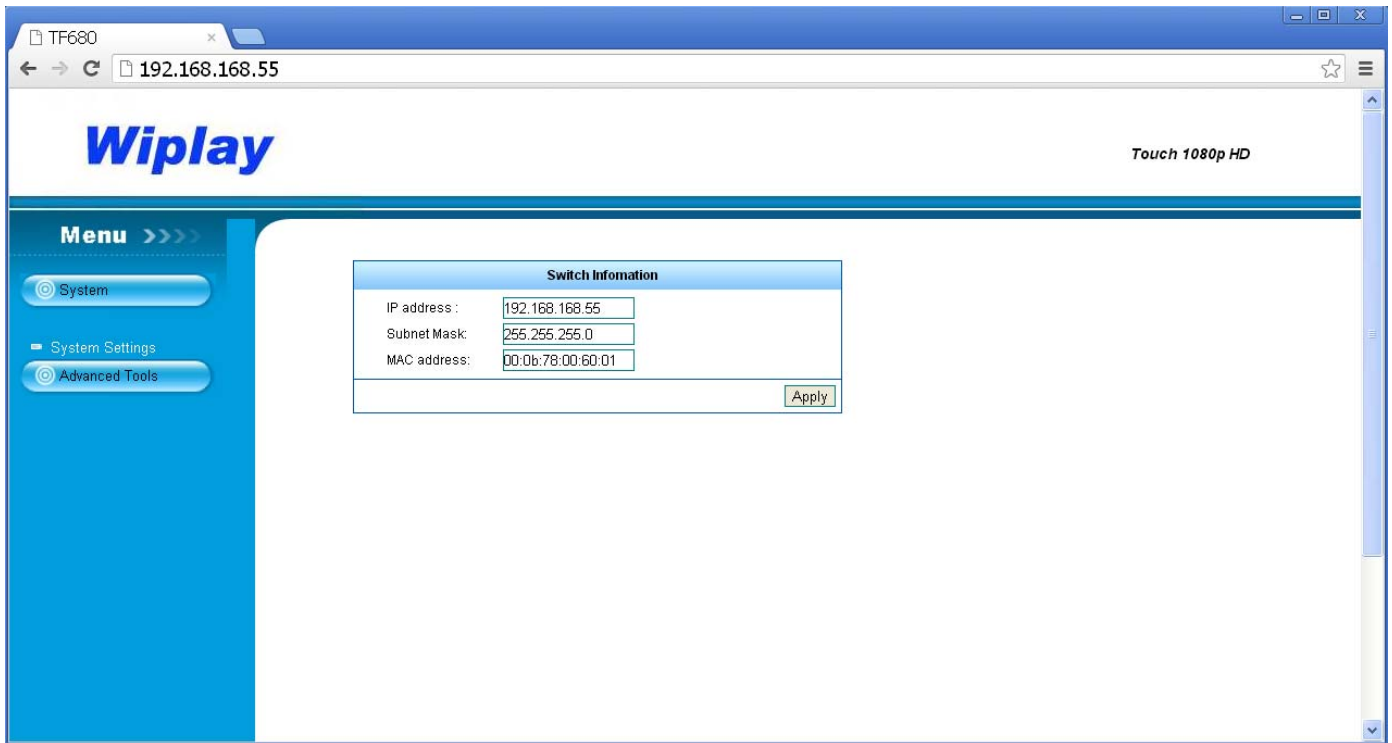 TF680
192.168.168.55
Wiplay
Touch 1080p HD
Menu >>>>
System
System Settings
Advanced Tools
Switch Infomation
IP address : 192.168.168.55
Subnet Mask: 255.255.255.0
MAC address: 00:0b:78:00:60:01
Apply